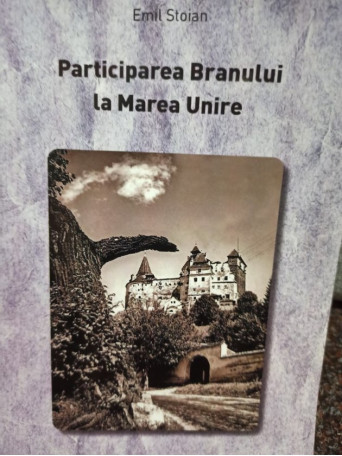 Emil Stoian
Participarea Branului
la Marea Unire